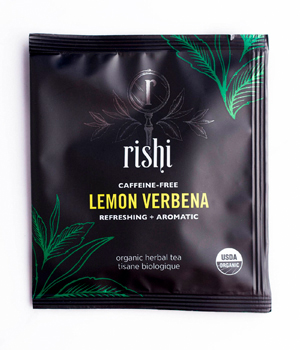 r
rishi
CAFFEINE-FREE
LEMON VERBENA
REFRESHING + AROMATIC
organic herbal tea
tisane biologique
USDA
ORGANIC